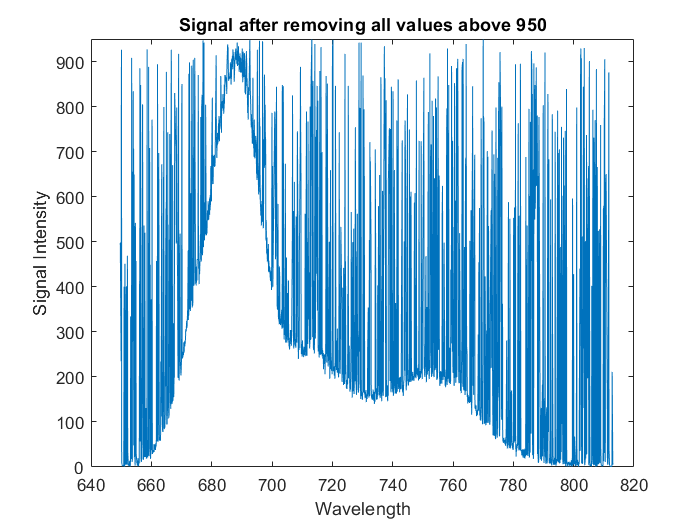 Signal after removing all values above 950
900
800
700
600
500
400
300
200
100
0
Signal Intensity
640 660 680 700 720 740 760 780 800 820
Wavelength